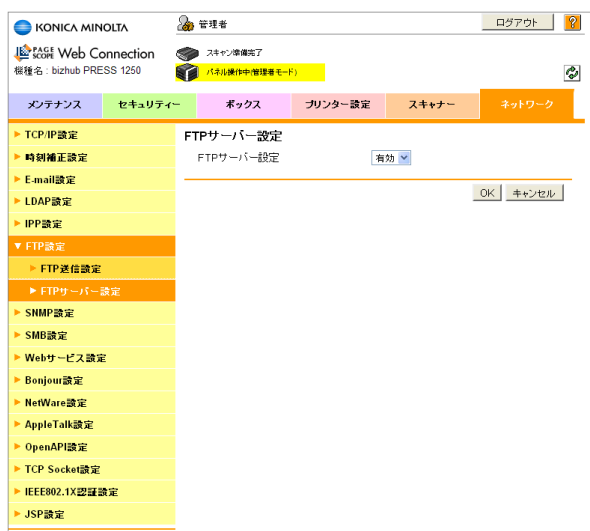 KONICA MINOLTA
管理者
ログアウト
?
PAGE SCOPE Web Connection
スキャン準備完了
機種名 : bizhub PRESS 1250
パネル操作中(管理者モード)
メンテナンス
セキュリティー
ボックス
プリンター設定
スキャナー
ネットワーク
TCP/IP設定
時刻補正設定
E-mail設定
LDAP設定
IPP設定
FTP設定
FTP送信設定
FTPサーバー設定
SNMP設定
SMB設定
Webサービス設定
Bonjour設定
NetWare設定
AppleTalk設定
OpenAPI設定
TCP Socket設定
IEEE802.1X認証設定
JSP設定
FTPサーバー設定
FTPサーバー設定
有効
OK
キャンセル